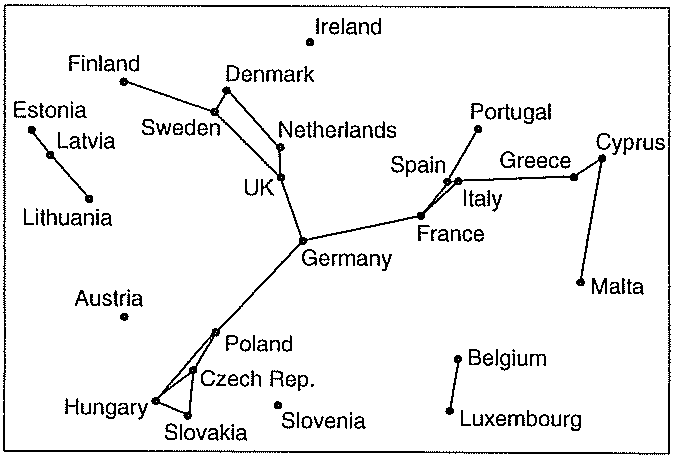 Ireland
Finland
Denmark
Estonia
Portugal
Sweden
Netherlands
Latvia
Cyprus
Spain
Greece
UK
Italy
Lithuania
France
Germany
Malta
Austria
Poland
Belgium
Czech Rep.
Hungary
Slovenia
Luxembourg
Slovakia